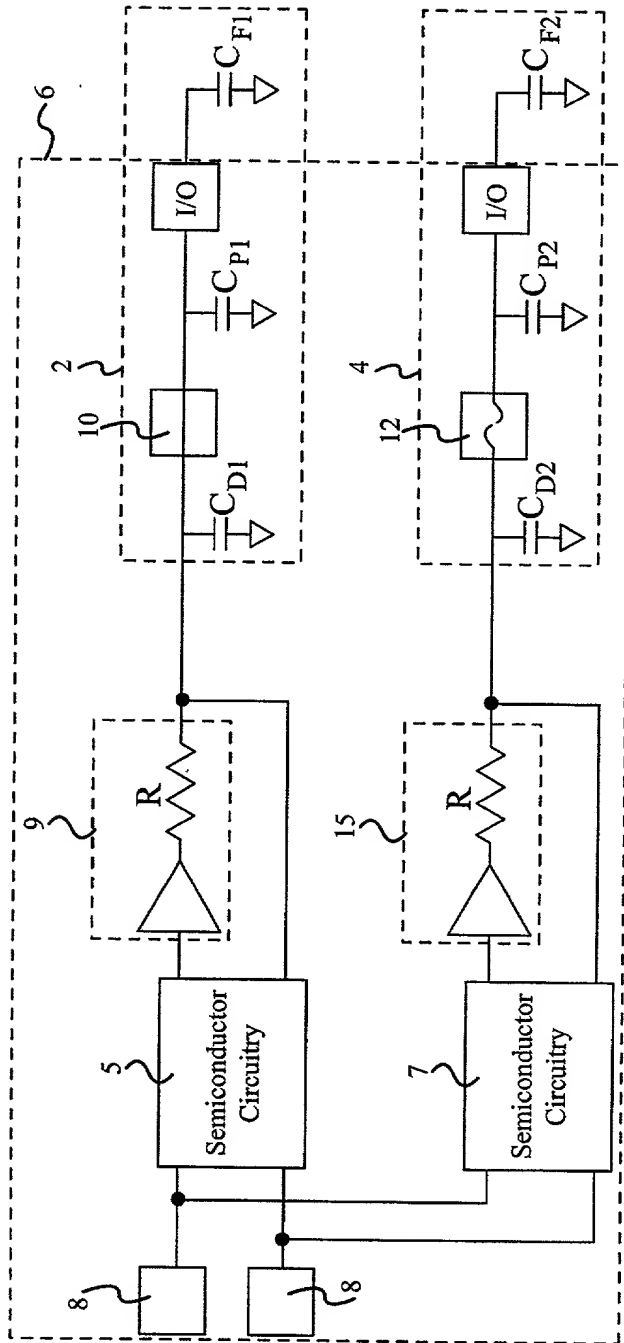 6
2
10
C_D1
C_P1
I/O
C_F1
9
R
5
Semiconductor
Circuitry
8
8
4
12
C_D2
C_P2
I/O
C_F2
15
R
7
Semiconductor
Circuitry